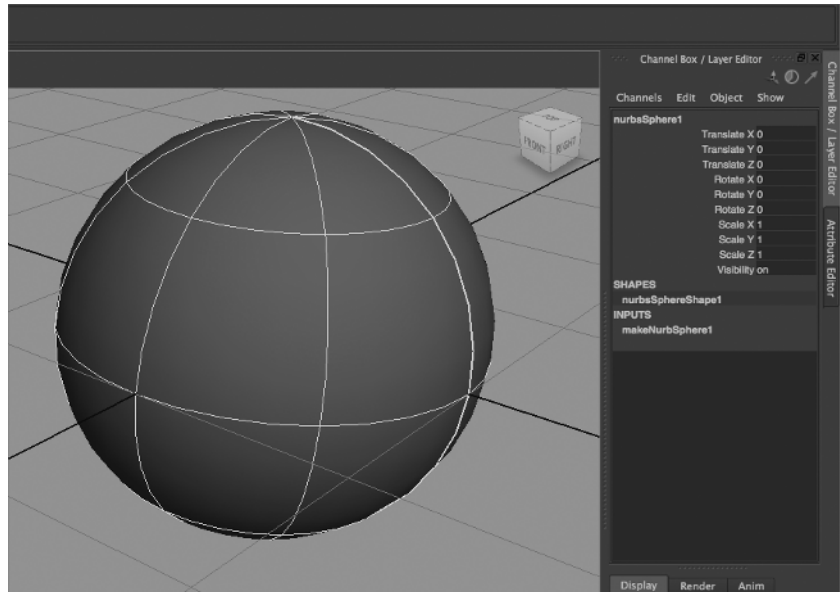 Channel Box / Layer Editor
Channels Edit Object Show
nurbsSphere1
Translate X 0
Translate Y 0
Translate Z 0
Rotate X 0
Rotate Y 0
Rotate Z 0
Scale X 1
Scale Y 1
Scale Z 1
Visibility on
SHAPES
nurbsSphereShape1
INPUTS
makeNurbSphere1
Display Render Anim
Channel Box / Layer Editor
Attribute Editor
TOP
FRONT RIGHT